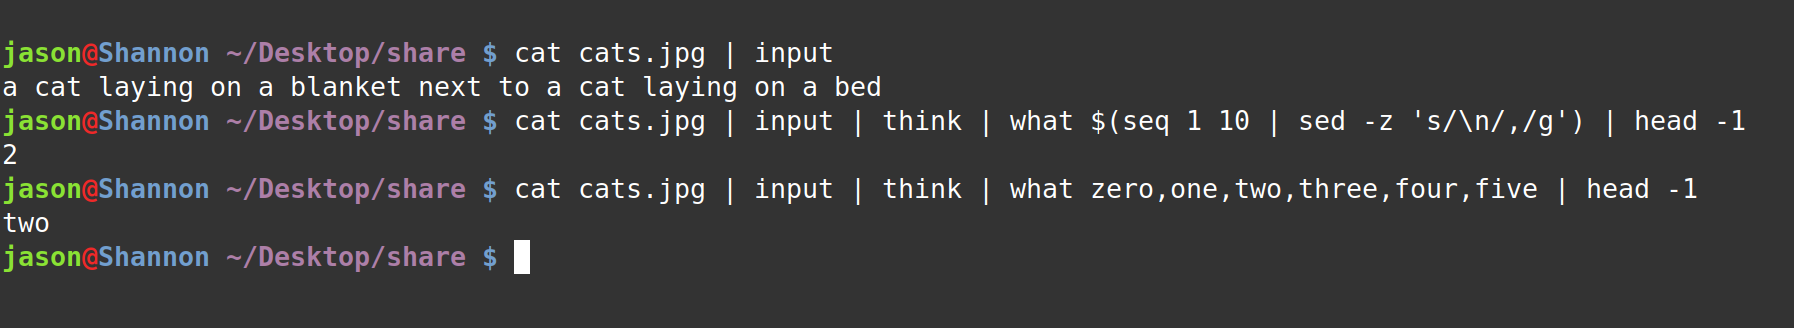 jason@Shannon ~/Desktop/share $ cat cats.jpg | input
a cat laying on a blanket next to a cat laying on a bed
jason@Shannon ~/Desktop/share $ cat cats.jpg | input | think | what $(seq 1 10 | sed -z 's/\n/,/g') | head -1
2
jason@Shannon ~/Desktop/share $ cat cats.jpg | input | think | what zero,one,two,three,four,five | head -1
two
jason@Shannon ~/Desktop/share $